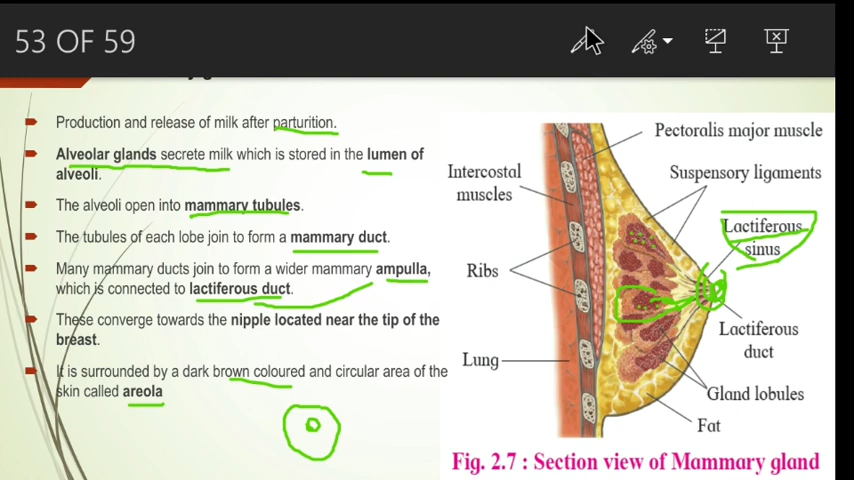 53 OF 59
Production and release of milk after parturition.
Alveolar glands secrete milk which is stored in the lumen of
alveoli.
The alveoli open into mammary tubules.
The tubules of each lobe join to form a mammary duct.
Many mammary ducts join to form a wider mammary ampulla,
which is connected to lactiferous duct.
These converge towards the nipple located near the tip of the
breast.
It is surrounded by a dark brown coloured and circular area of the
skin called areola
Pectoralis major muscle
Intercostal
muscles
Suspensory ligaments
Lactiferous
sinus
Ribs
Lactiferous
duct
Lung
Gland lobules
Fat
Fig. 2.7 : Section view of Mammary gland